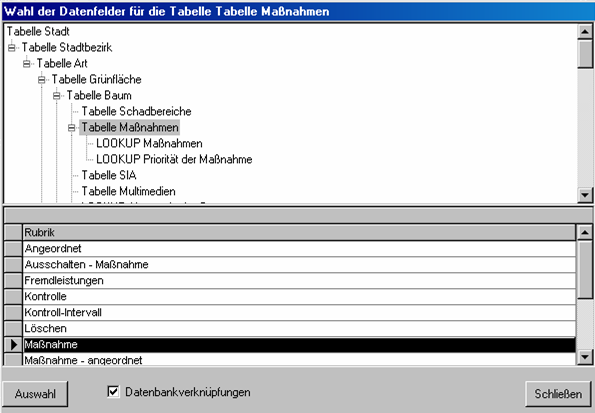 Wahl der Datenfelder für die Tabelle Tabelle Maßnahmen
Tabelle Stadt
Tabelle Stadtbezirk
Tabelle Art
Tabelle Grünfläche
Tabelle Baum
Tabelle Schadbereiche
Tabelle Maßnahmen
LOOKUP Maßnahmen
LOOKUP Priorität der Maßnahme
Tabelle SIA
Tabelle Multimedien
Rubrik
Angeordnet
Ausschalten - Maßnahme
Fremdleistungen
Kontrolle
Kontroll-Intervall
Löschen
Maßnahme
Maßnahme - angeordnet
Auswahl
Datenbankverknüpfungen
Schließen